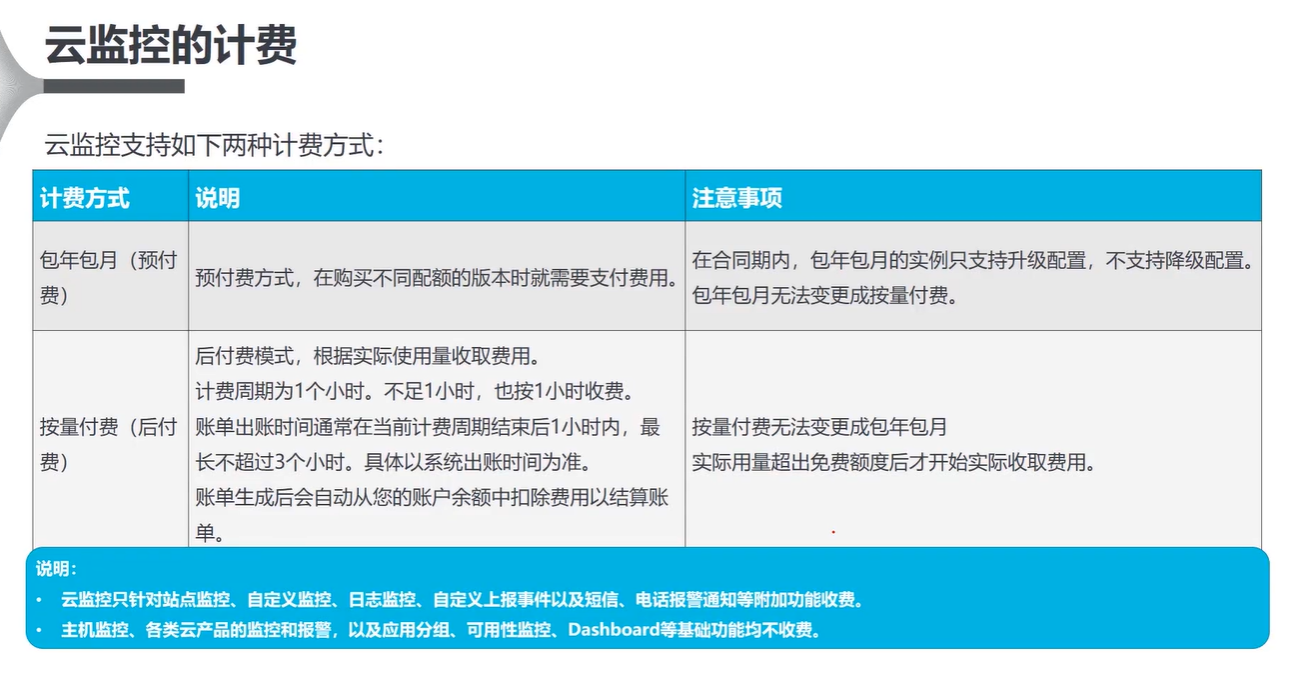 云监控的计费
云监控支持如下两种计费方式：
计费方式
说明
注意事项
包年包月（预付
费）
预付费方式，在购买不同配额的版本时就需要支付费用。
在合同期内，包年包月的实例只支持升级配置，不支持降级配置。
包年包月无法变更成按量付费。
按量付费（后付
费）
后付费模式，根据实际使用量收取费用。
计费周期为1个小时。不足1小时，也按1小时收费。
账单出账时间通常在当前计费周期结束后1小时内，最
长不超过3个小时。具体以系统出账时间为准。
账单生成后会自动从您的账户余额中扣除费用以结算账
单。
按量付费无法变更成包年包月
实际用量超出免费额度后才开始实际收取费用。
说明：
• 云监控只针对站点监控、自定义监控、日志监控、自定义上报事件以及短信、电话报警通知等附加功能收费。
• 主机监控、各类云产品的监控和报警，以及应用分组、可用性监控、Dashboard等基础功能均不收费。